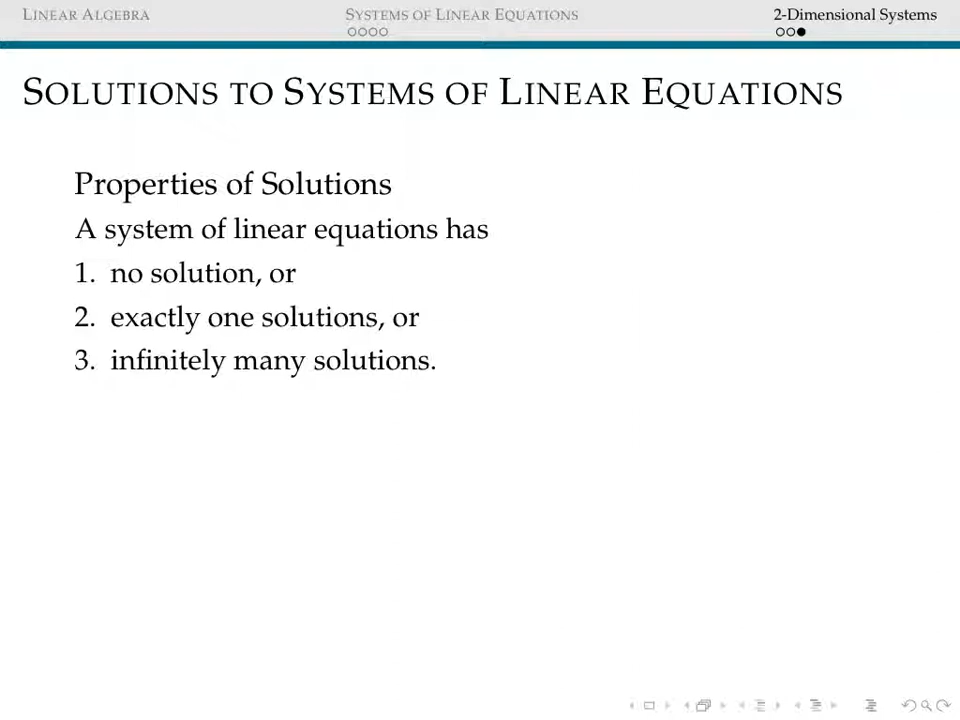 LINEAR ALGEBRA
SYSTEMS OF LINEAR EQUATIONS
2-Dimensional Systems
SOLUTIONS TO SYSTEMS OF LINEAR EQUATIONS
Properties of Solutions
A system of linear equations has
1. no solution, or
2. exactly one solutions, or
3. infinitely many solutions.